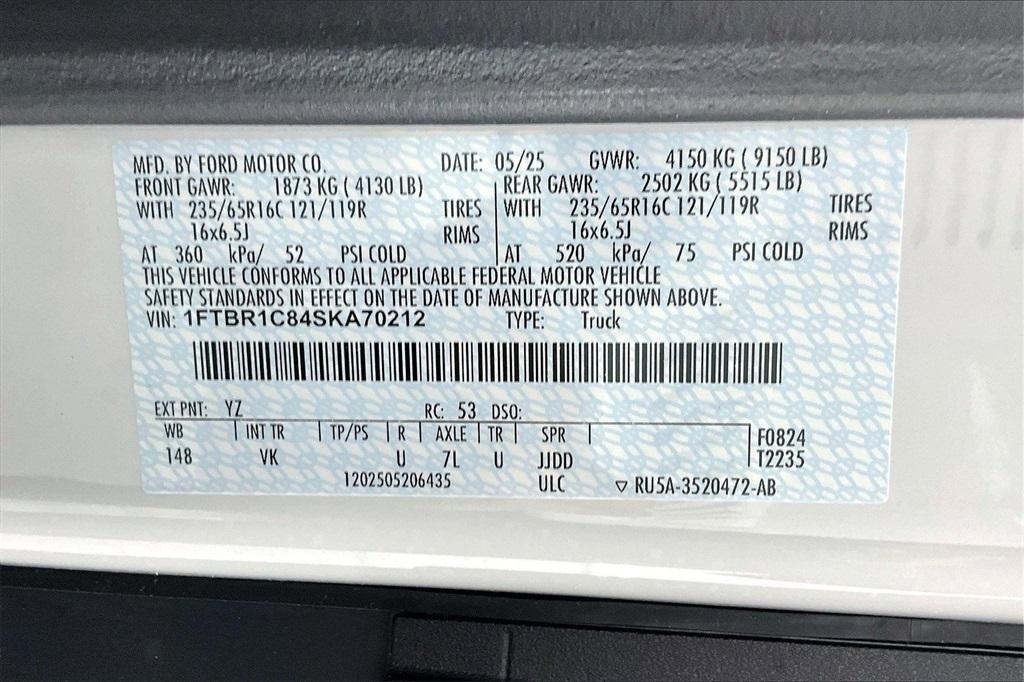 MFD. BY FORD MOTOR CO. DATE: 05/25 GVWR: 4150 KG ( 9150 LB)
FRONT GAWR: 1873 KG ( 4130 LB) REAR GAWR: 2502 KG ( 5515 LB)
WITH 235/65R16C 121/119R TIRES WITH 235/65R16C 121/119R TIRES
16x6.5J RIMS 16x6.5J RIMS
AT 360 kPa/ 52 PSI COLD AT 520 kPa/ 75 PSI COLD
THIS VEHICLE CONFORMS TO ALL APPLICABLE FEDERAL MOTOR VEHICLE
SAFETY STANDARDS IN EFFECT ON THE DATE OF MANUFACTURE SHOWN ABOVE.
VIN: 1FTBR1C84SKA70212 TYPE: Truck
EXT PNT: YZ RC: 53 DSO:
WB INT TR TP/PS R AXLE TR SPR F0824
148 VK U 7L U JJDD T2235
1202505206435 ULC ▽ RU5A-3520472-AB